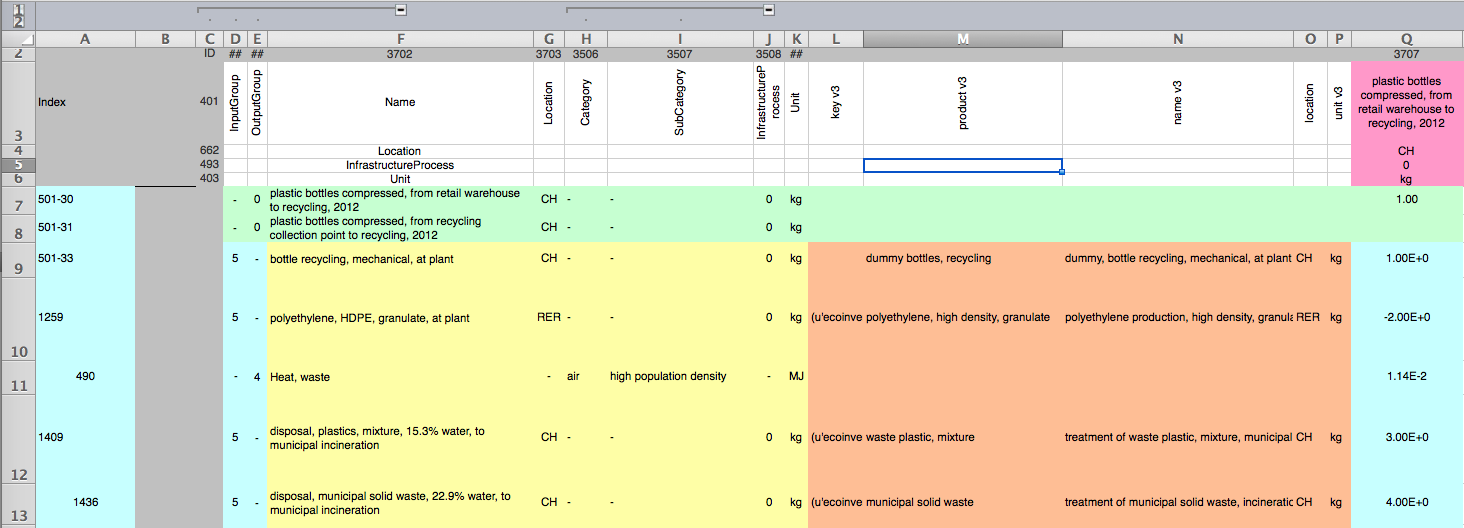 1
2
A B C D E F G H I J K L M N O P Q
2 ID ## ## 3702 3703 3506 3507 3508 ## 3707
3 Index 401 InputGroup OutputGroup Name Location Category SubCategory InfrastructureP rocess Unit key v3 product v3 name v3 location unit v3 plastic bottles
compressed, from
retail warehouse to
recycling, 2012
4 662 Location CH
5 493 InfrastructureProcess 0
6 403 Unit kg
7 501-30 - 0 plastic bottles compressed, from retail warehouse
to recycling, 2012 CH - - 0 kg 1.00
8 501-31 - 0 plastic bottles compressed, from recycling
collection point to recycling, 2012 CH - - 0 kg
9 501-33 5 - bottle recycling, mechanical, at plant CH - - 0 kg dummy bottles, recycling dummy, bottle recycling, mechanical, at plant CH kg 1.00E+0
10 1259 5 - polyethylene, HDPE, granulate, at plant RER - - 0 kg (u'ecoinve polyethylene, high density, granulate polyethylene production, high density, granula RER kg -2.00E+0
11 490 - 4 Heat, waste - air high population density - MJ 1.14E-2
12 1409 5 - disposal, plastics, mixture, 15.3% water, to
municipal incineration CH - - 0 kg (u'ecoinve waste plastic, mixture treatment of waste plastic, mixture, municipal CH kg 3.00E+0
13 1436 5 - disposal, municipal solid waste, 22.9% water, to
municipal incineration CH - - 0 kg (u'ecoinve municipal solid waste treatment of municipal solid waste, incineratic CH kg 4.00E+0